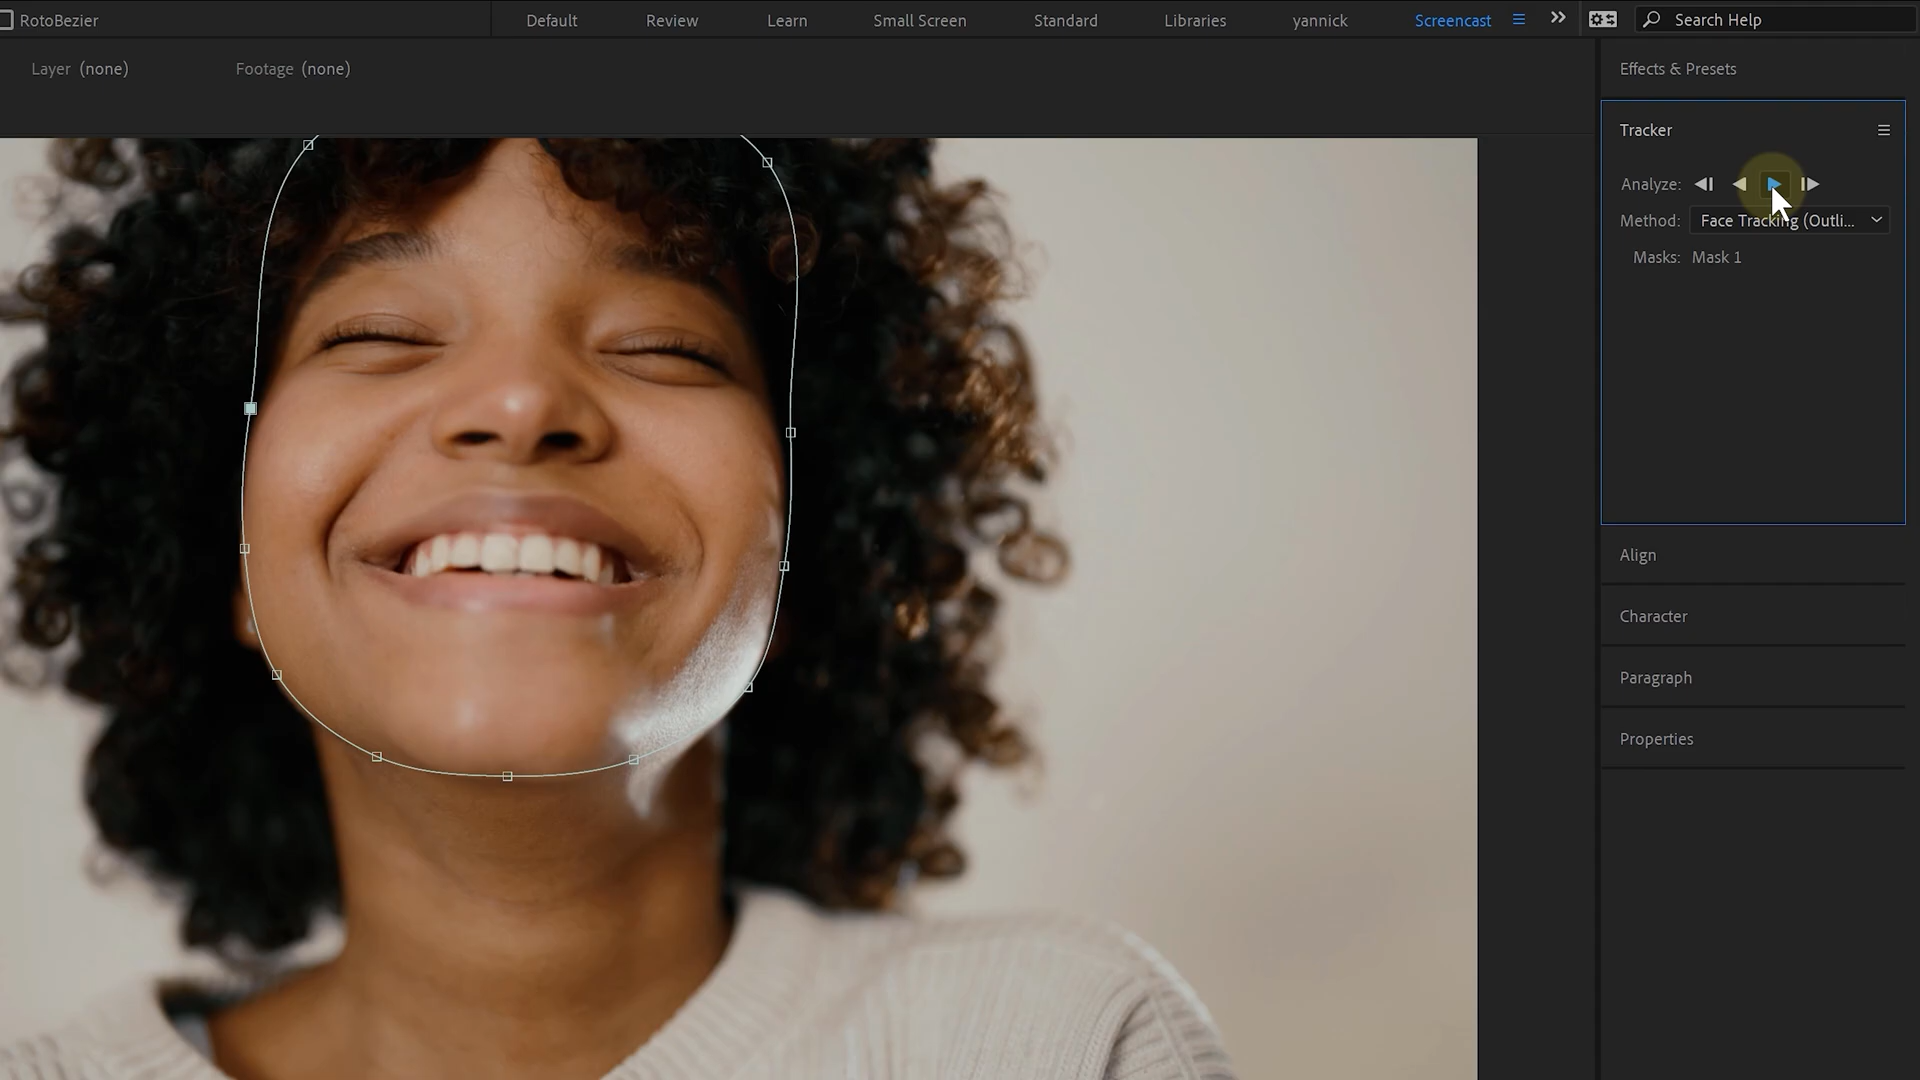 RotoBezier
Default
Review
Learn
Small Screen
Standard
Libraries
yannick
Screencast
Search Help
Layer (none)
Footage (none)
Effects & Presets
Tracker
Analyze:
Method: Face Tracking (Outli...
Masks: Mask 1
Align
Character
Paragraph
Properties